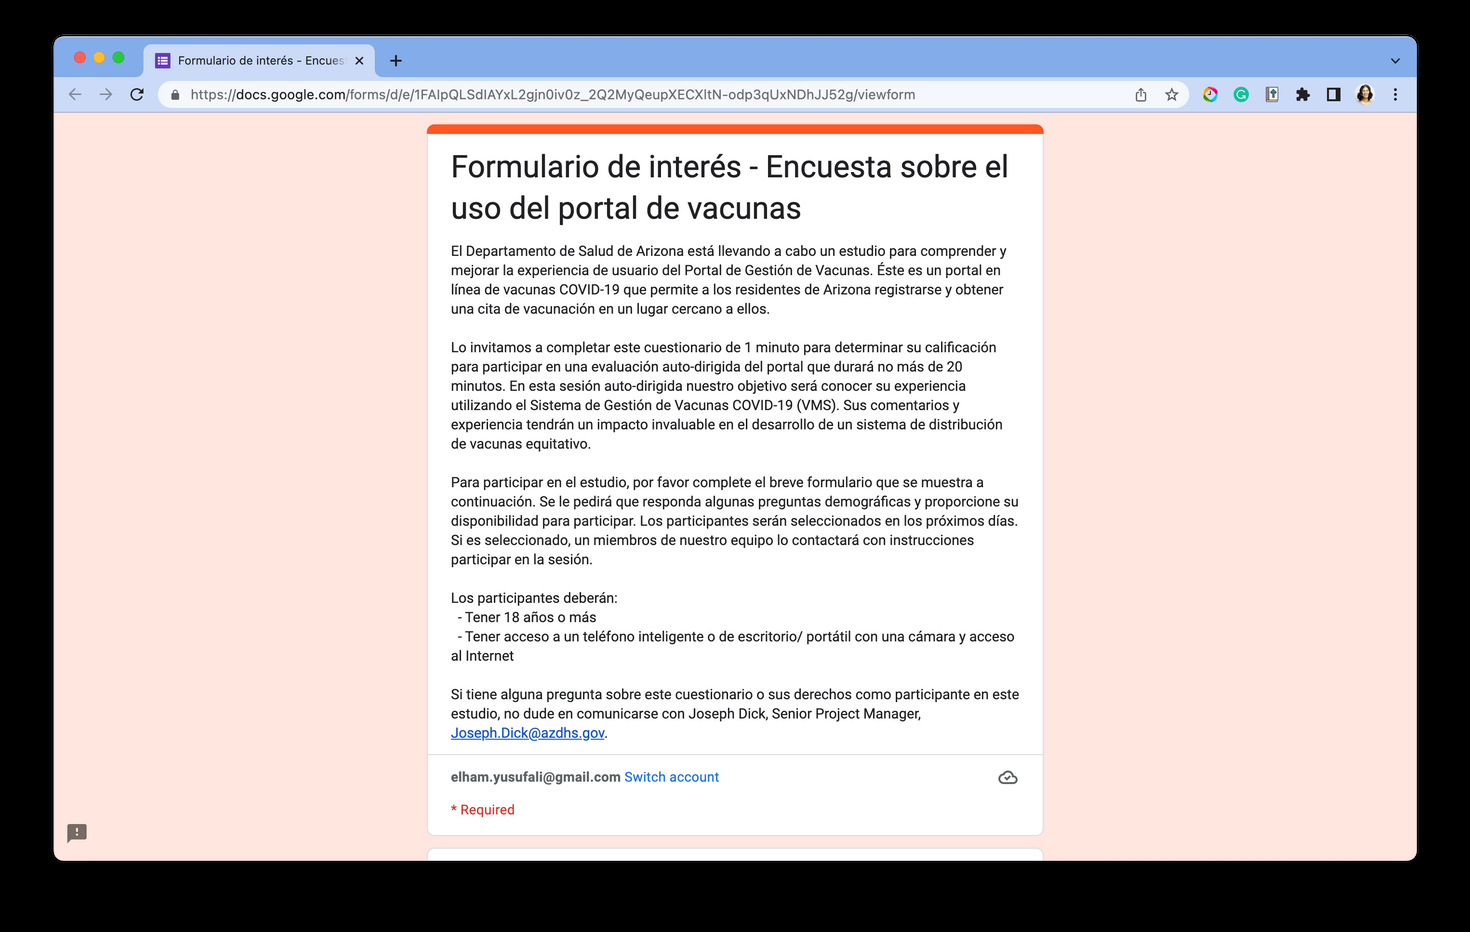 Formulario de interés - Encues
https://docs.google.com/forms/d/e/1FAIpQLSdIAYxL2gjn0iv0z_2Q2MyQeupXECXltN-odp3qUxNDhJJ52g/viewform
Formulario de interés - Encuesta sobre el
uso del portal de vacunas
El Departamento de Salud de Arizona está llevando a cabo un estudio para comprender y
mejorar la experiencia de usuario del Portal de Gestión de Vacunas. Éste es un portal en
línea de vacunas COVID-19 que permite a los residentes de Arizona registrarse y obtener
una cita de vacunación en un lugar cercano a ellos.
Lo invitamos a completar este cuestionario de 1 minuto para determinar su calificación
para participar en una evaluación auto-dirigida del portal que durará no más de 20
minutos. En esta sesión auto-dirigida nuestro objetivo será conocer su experiencia
utilizando el Sistema de Gestión de Vacunas COVID-19 (VMS). Sus comentarios y
experiencia tendrán un impacto invaluable en el desarrollo de un sistema de distribución
de vacunas equitativo.
Para participar en el estudio, por favor complete el breve formulario que se muestra a
continuación. Se le pedirá que responda algunas preguntas demográficas y proporcione su
disponibilidad para participar. Los participantes serán seleccionados en los próximos días.
Si es seleccionado, un miembros de nuestro equipo lo contactará con instrucciones
participar en la sesión.
Los participantes deberán:
- Tener 18 años o más
- Tener acceso a un teléfono inteligente o de escritorio/ portátil con una cámara y acceso
al Internet
Si tiene alguna pregunta sobre este cuestionario o sus derechos como participante en este
estudio, no dude en comunicarse con Joseph Dick, Senior Project Manager,
Joseph.Dick@azdhs.gov.
elham.yusufali@gmail.com Switch account
* Required